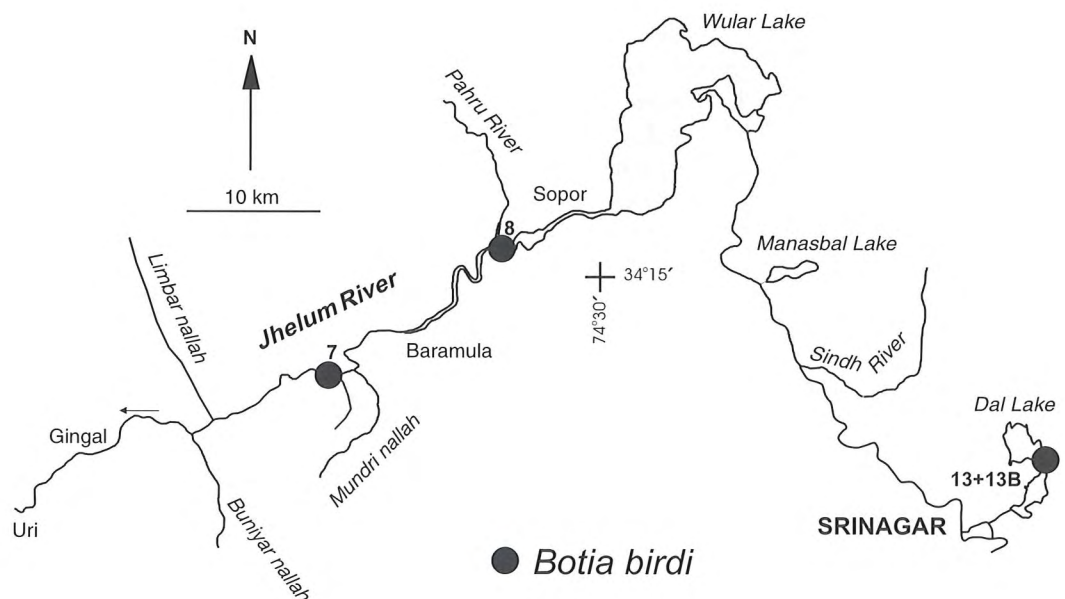 Wular Lake
N
Pahru River
10 km
Sopor
8
Manasbal Lake
34°15′
74°30′
Limbar nallah
Jhelum River
7
Baramula
Sindh River
Dal Lake
Gingal
Mundri nallah
13+13B
Uri
Buniyar nallah
SRINAGAR
Botia birdi